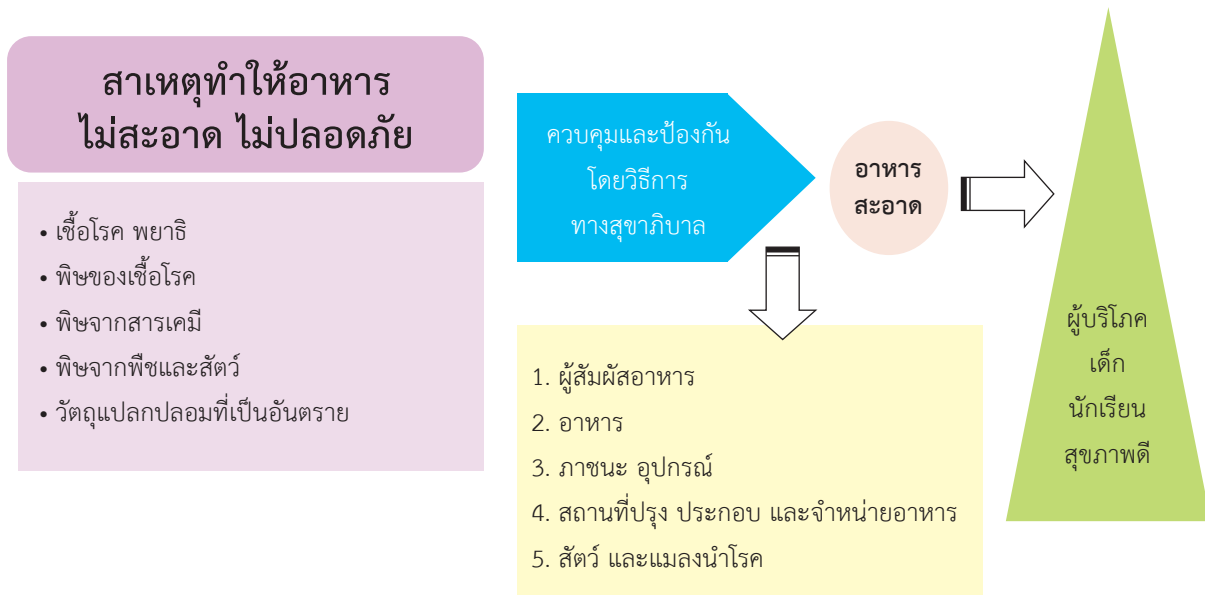 สาเหตุทำให้อาหาร
ไม่สะอาด ไม่ปลอดภัย
• เชื้อโรค พยาธิ
• พิษของเชื้อโรค
• พิษจากสารเคมี
• พิษจากพืชและสัตว์
• วัตถุแปลกปลอมที่เป็นอันตราย
ควบคุมและป้องกัน
โดยวิธีการ
ทางสุขาภิบาล
อาหาร
สะอาด
1. ผู้สัมผัสอาหาร
2. อาหาร
3. ภาชนะ อุปกรณ์
4. สถานที่ปรุง ประกอบ และจำหน่ายอาหาร
5. สัตว์ และแมลงนำโรค
ผู้บริโภค
เด็ก
นักเรียน
สุขภาพดี